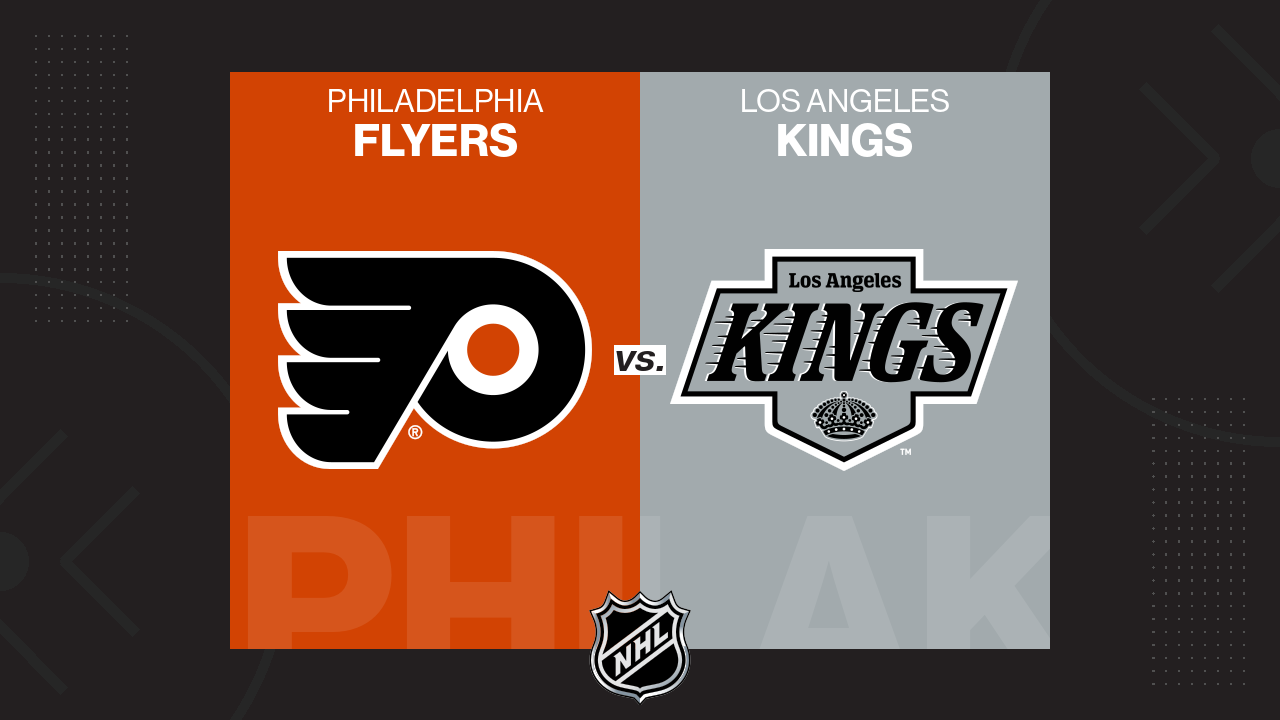 PHILADELPHIA
FLYERS
LOS ANGELES
KINGS
Los Angeles
KINGS
vs.
®
™
PHI
LAK
NHL